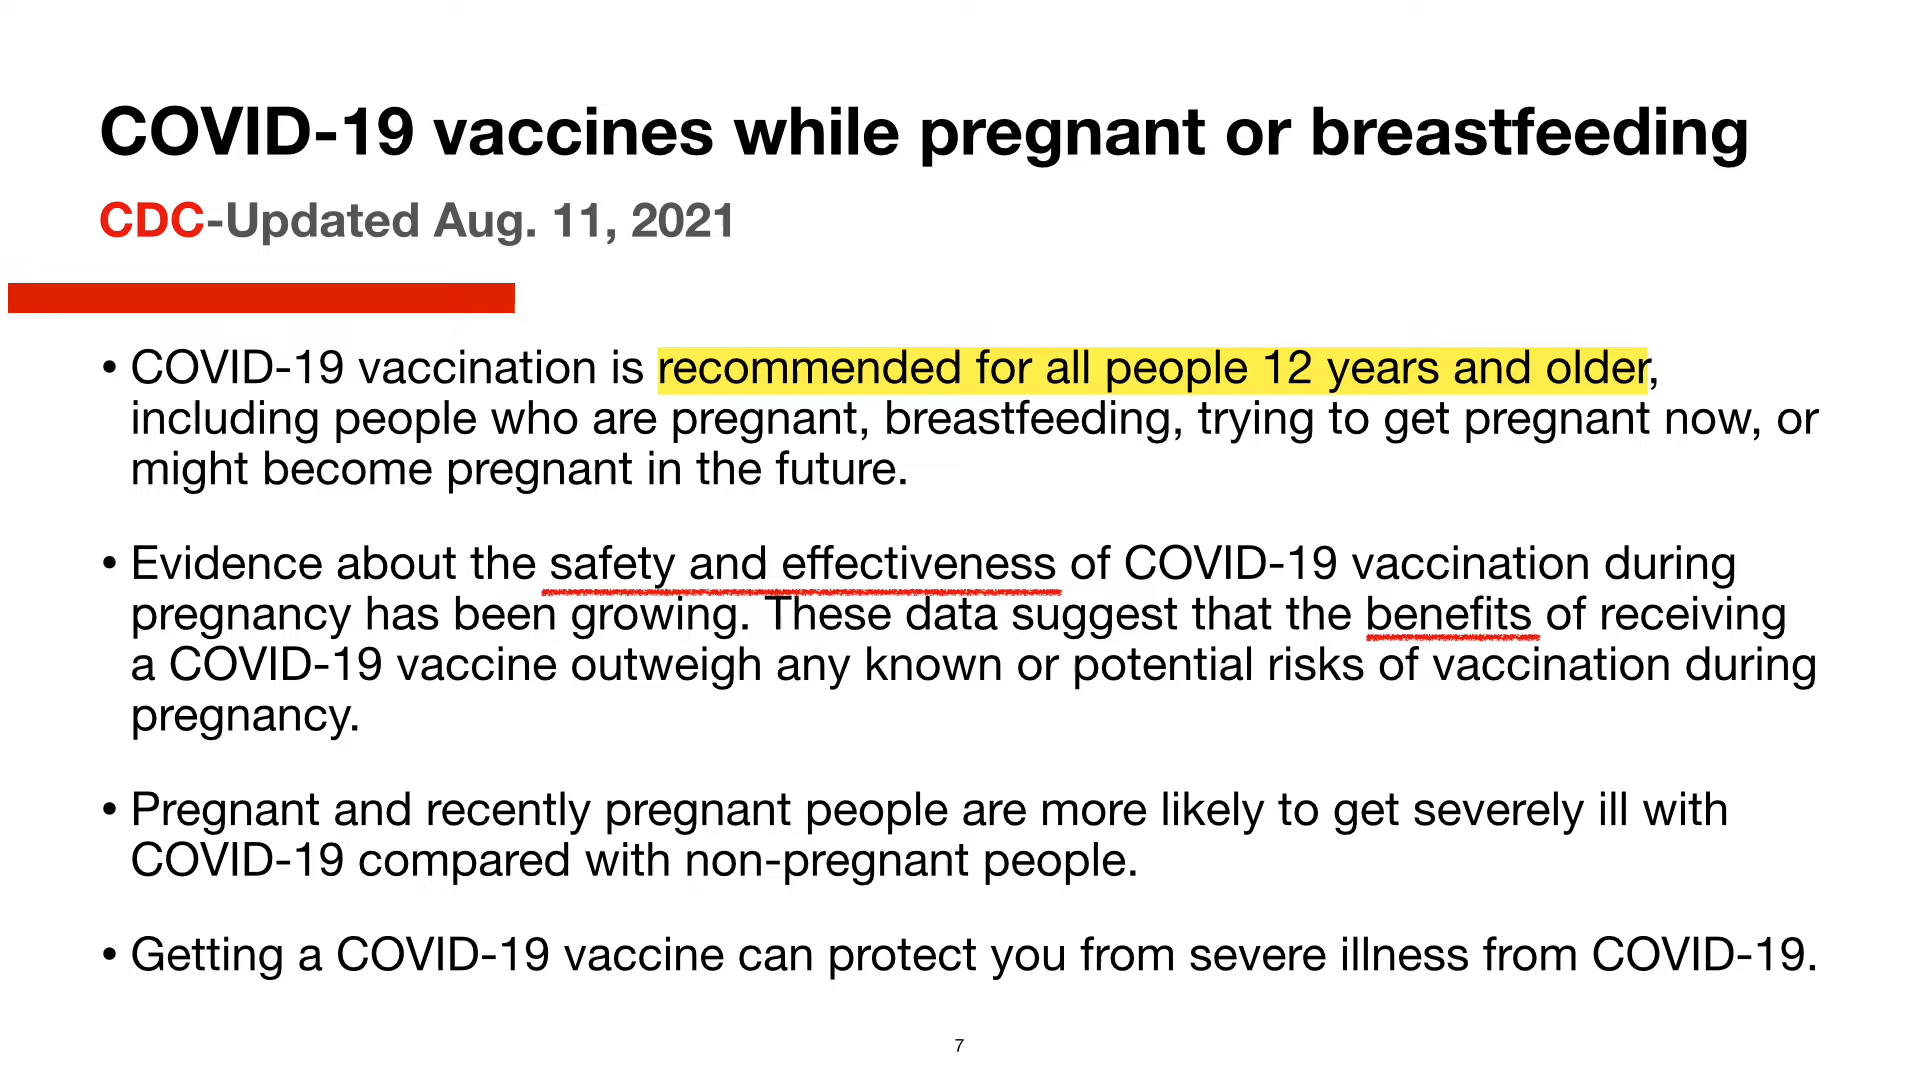 COVID-19 vaccines while pregnant or breastfeeding
CDC-Updated Aug. 11, 2021
• COVID-19 vaccination is recommended for all people 12 years and older,
including people who are pregnant, breastfeeding, trying to get pregnant now, or
might become pregnant in the future.
• Evidence about the safety and effectiveness of COVID-19 vaccination during
pregnancy has been growing. These data suggest that the benefits of receiving
a COVID-19 vaccine outweigh any known or potential risks of vaccination during
pregnancy.
• Pregnant and recently pregnant people are more likely to get severely ill with
COVID-19 compared with non-pregnant people.
• Getting a COVID-19 vaccine can protect you from severe illness from COVID-19.
7